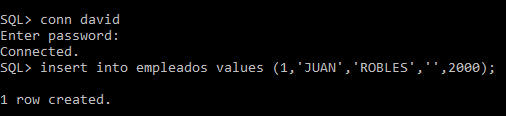 SQL> conn david
Enter password:
Connected.
SQL> insert into empleados values (1,'JUAN','ROBLES','',2000);
1 row created.